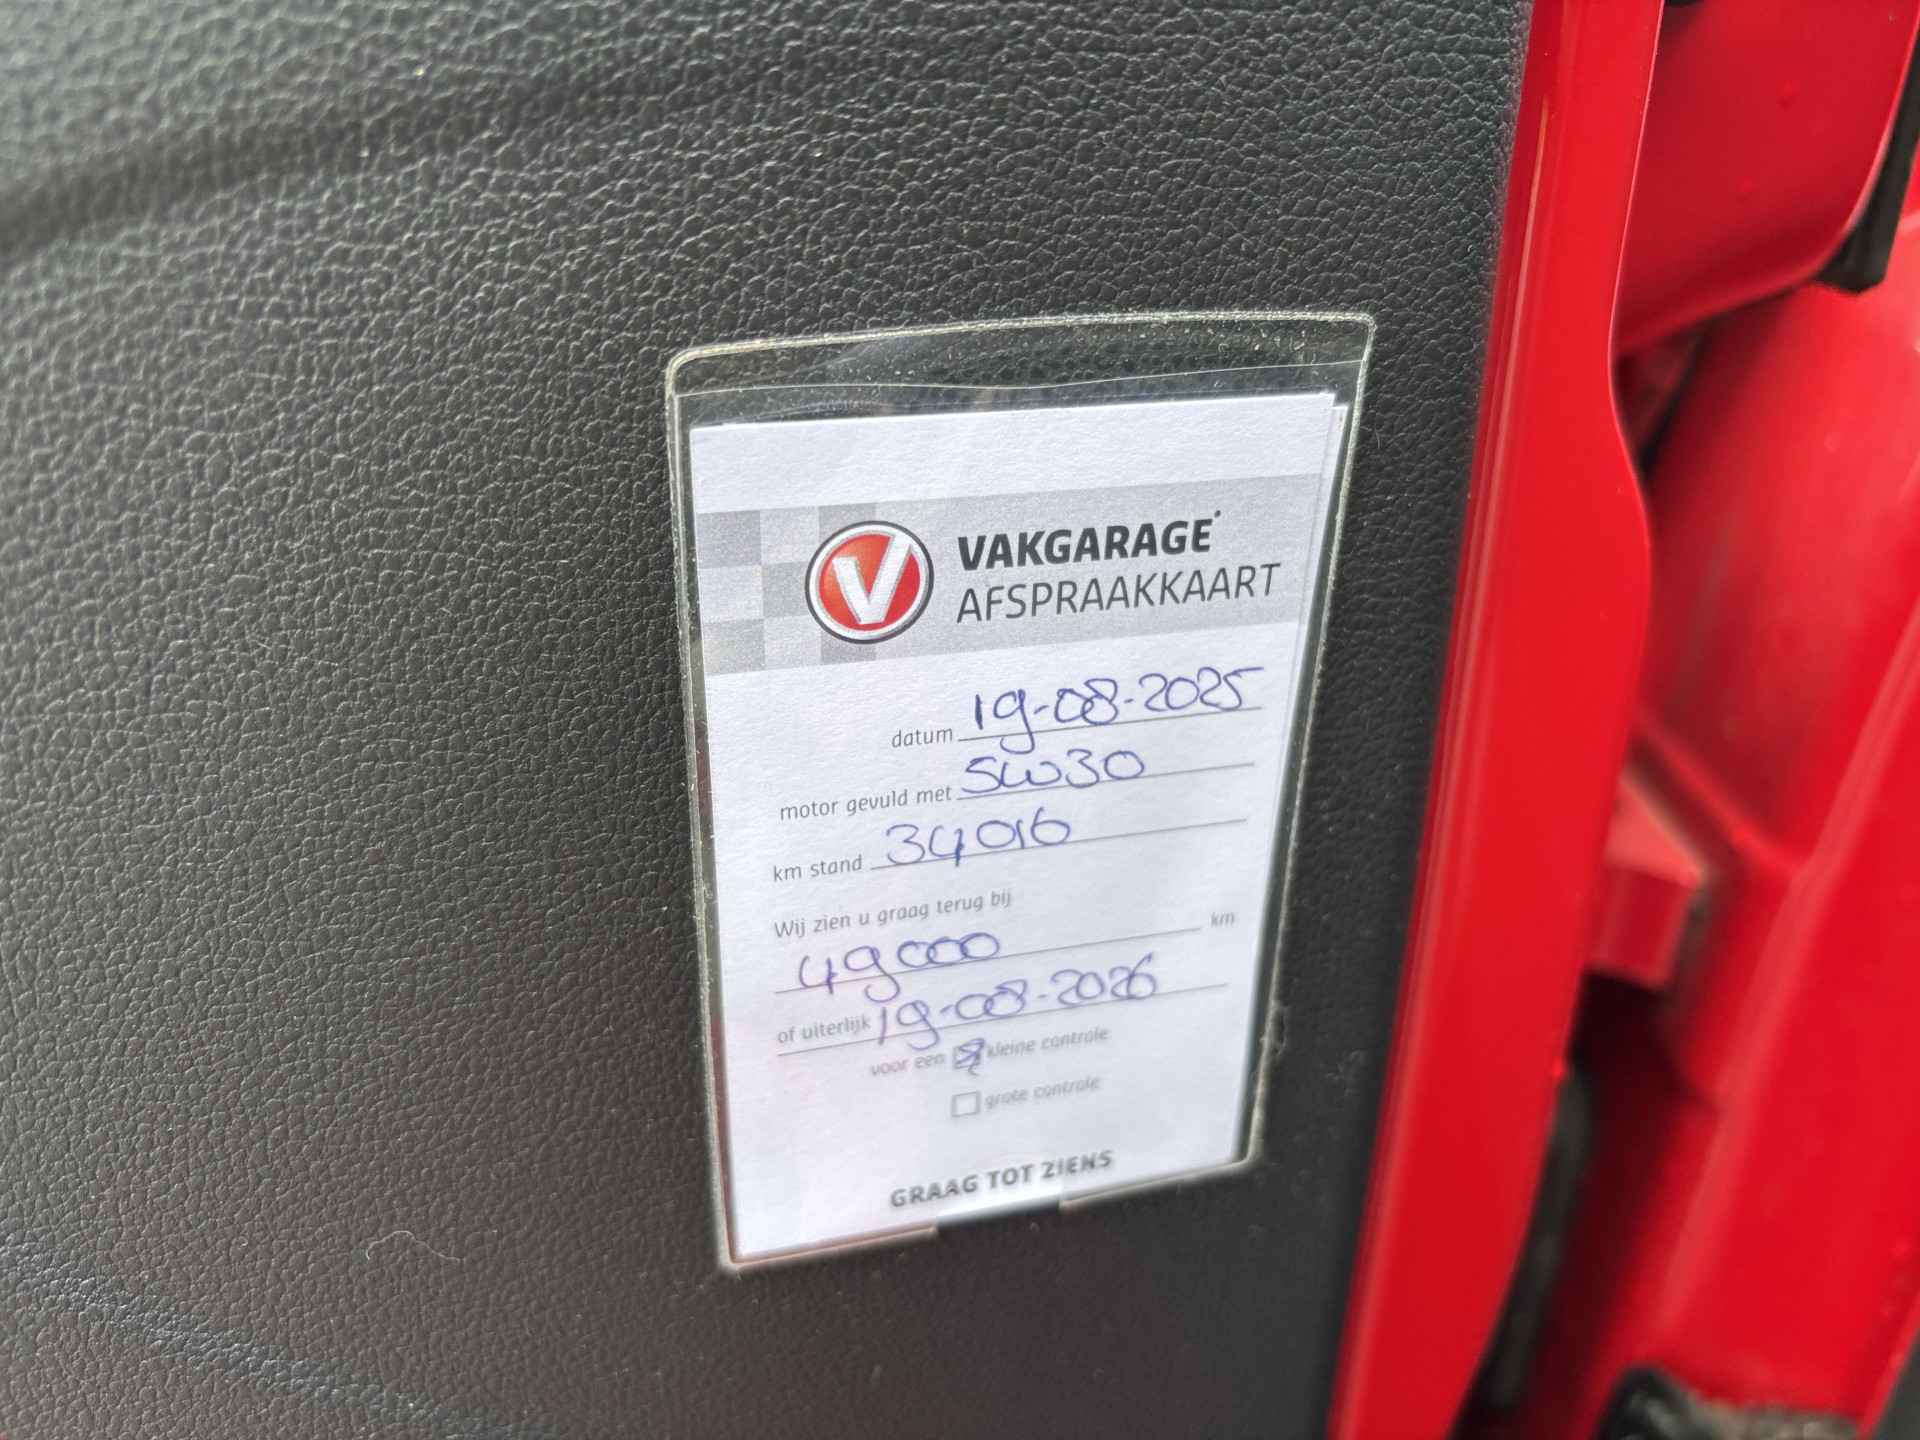 V VAKGARAGE
AFSPRAAKKAART
datum 19-08-2025
motor gevuld met 5W30
km stand 34016
Wij zien u graag terug bij
49000 km
of uiterlijk 19-08-2026
voor een kleine controle
grote controle
GRAAG TOT ZIENS